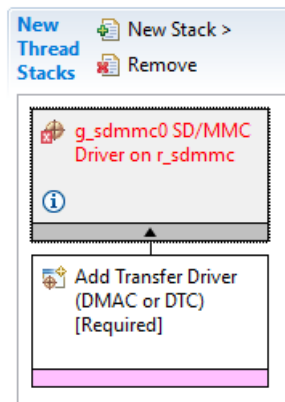 New
Thread
Stacks
New Stack >
Remove
g_sdmmc0 SD/MMC
Driver on r_sdmmc
Add Transfer Driver
(DMAC or DTC)
[Required]